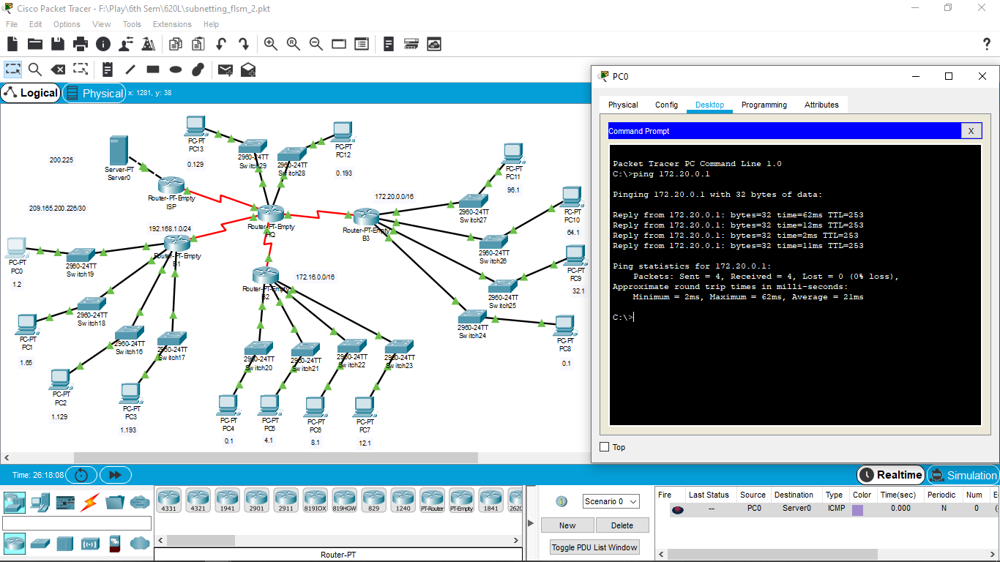 Cisco Packet Tracer - F:\Play\6th Sem\620L\subnetting_flsm_2.pkt
File Edit Options View Tools Extensions Help
Logical
Physical x: 1281, y: 38
PC-PT
PC13
0.129
2960-24TT
Switch29
2960-24TT
Switch28
PC-PT
PC12
0.193
200.225
Server-PT
Server0
Router-PT-Empty
ISP
PC-PT
PC11
96.1
172.20.0.0/16
2960-24TT
Switch27
209.165.200.226/30
Router-PT-Empty
HQ
PC-PT
PC10
64.1
192.168.1.0/24
Router-PT-Empty
B3
Router-PT-Empty
B1
2960-24TT
Switch26
PC-PT
PC0
1.2
2960-24TT
Switch19
PC-PT
PC9
32.1
172.16.0.0/16
Router-PT-Empty
B2
2960-24TT
Switch25
2960-24TT
Switch18
2960-24TT
Switch24
PC-PT
PC1
1.65
2960-24TT
Switch16
2960-24TT
Switch17
PC-PT
PC8
0.1
2960-24TT
Switch20
2960-24TT
Switch21
2960-24TT
Switch22
2960-24TT
Switch23
PC-PT
PC2
1.129
PC-PT
PC3
1.193
PC-PT
PC4
0.1
PC-PT
PC5
4.1
PC-PT
PC6
8.1
PC-PT
PC7
12.1
PC0
Physical Config Desktop Programming Attributes
Command Prompt
X
Packet Tracer PC Command Line 1.0
C:\>ping 172.20.0.1
Pinging 172.20.0.1 with 32 bytes of data:
Reply from 172.20.0.1: bytes=32 time=62ms TTL=253
Reply from 172.20.0.1: bytes=32 time=12ms TTL=253
Reply from 172.20.0.1: bytes=32 time=2ms TTL=253
Reply from 172.20.0.1: bytes=32 time=11ms TTL=253
Ping statistics for 172.20.0.1:
Packets: Sent = 4, Received = 4, Lost = 0 (0% loss),
Approximate round trip times in milli-seconds:
Minimum = 2ms, Maximum = 62ms, Average = 21ms
C:\>
Top
Time: 26:18:08
Realtime
Simulation
4331 4321 1941 2901 2911 819IOX 819HGW 829 1240 PT-Router PT-Empty 1841 2620
Router-PT
Scenario 0
New
Delete
Toggle PDU List Window
Fire Last Status Source Destination Type Color Time(sec) Periodic Num
-- PC0 Server0 ICMP 0.000 N 0